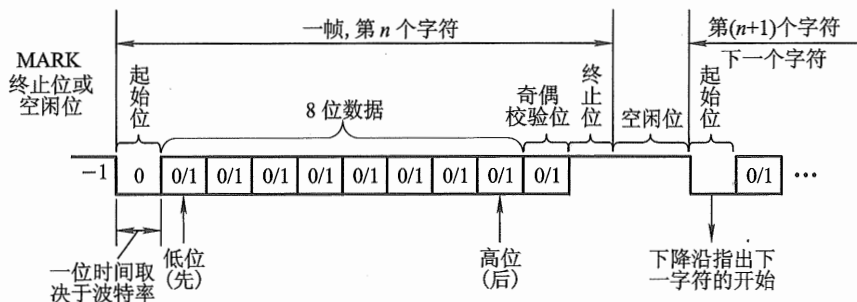 一帧,第n个字符
第(n+1)个字符
下一个字符
MARK
终止位或
空闲位
起始位
8位数据
奇偶
校验位
终止位
空闲位
起始位
-1
0
0/1
0/1
0/1
0/1
0/1
0/1
0/1
0/1
0/1
0/1
…
一位时间取
决于波特率
低位
(先)
高位
(后)
下降沿指出下
一字符的开始